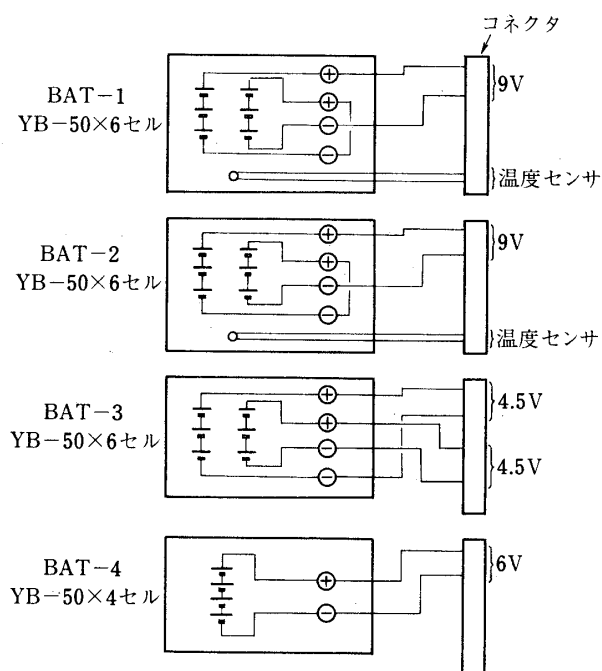 コネクタ
BAT-1
YB-50×6セル
⊕
⊕
⊖
⊖
9V
温度センサ
BAT-2
YB-50×6セル
⊕
⊕
⊖
⊖
9V
温度センサ
BAT-3
YB-50×6セル
⊕
⊕
⊖
⊖
4.5V
4.5V
BAT-4
YB-50×4セル
⊕
⊖
6V